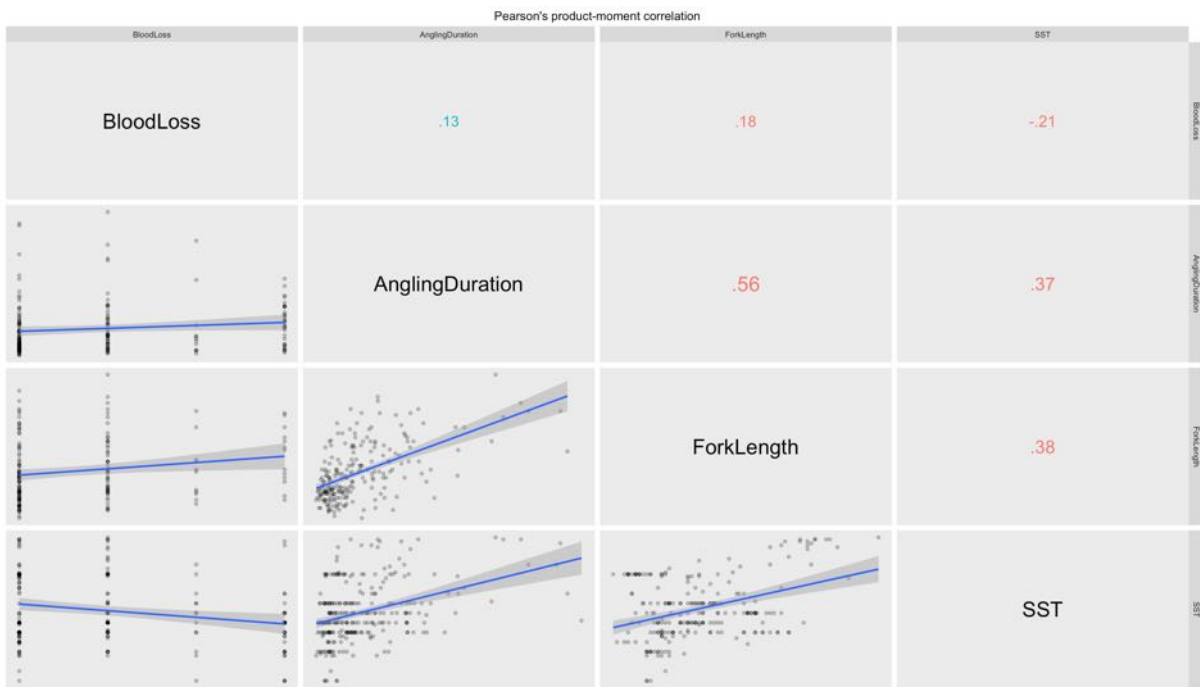 Pearson's product-moment correlation
BloodLoss AnglingDuration ForkLength SST
BloodLoss .13 .18 -.21 BloodLoss
AnglingDuration .56 .37 AnglingDuration
ForkLength .38 ForkLength
SST SST